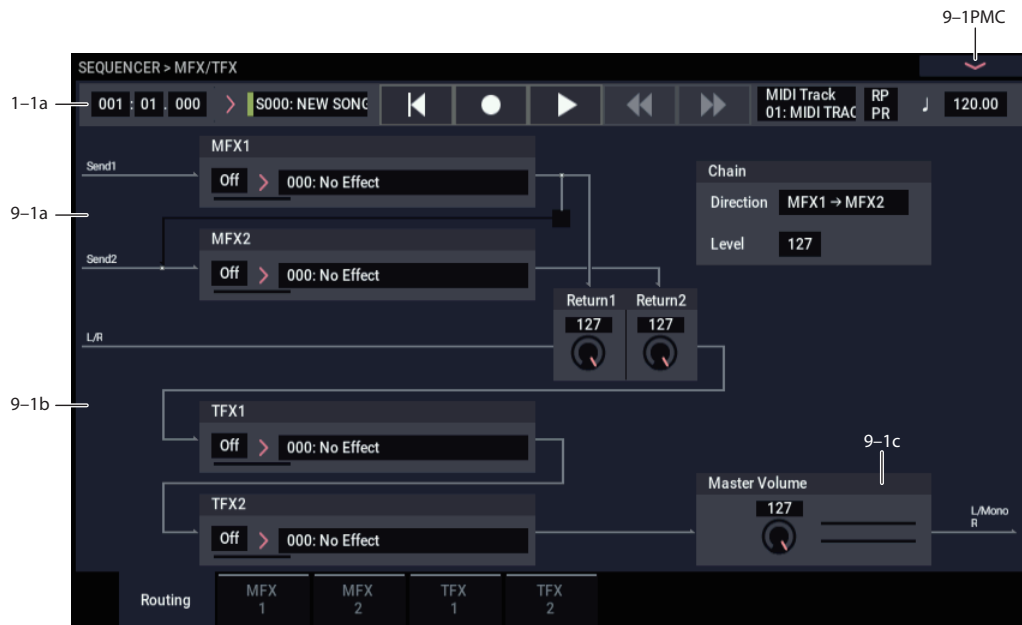 9–1PMC
SEQUENCER > MFX/TFX
1–1a
001 : 01 . 000
S000: NEW SONG
MIDI Track
01: MIDI TRAC
RP
PR
♩ 120.00
MFX1
Send1
Off
000: No Effect
Chain
Direction MFX1 → MFX2
Level 127
9–1a
MFX2
Send2
Off
000: No Effect
Return1 Return2
127 127
L/R
9–1b
TFX1
Off
000: No Effect
9–1c
TFX2
Off
000: No Effect
Master Volume
127
L/Mono
R
Routing
MFX
1
MFX
2
TFX
1
TFX
2